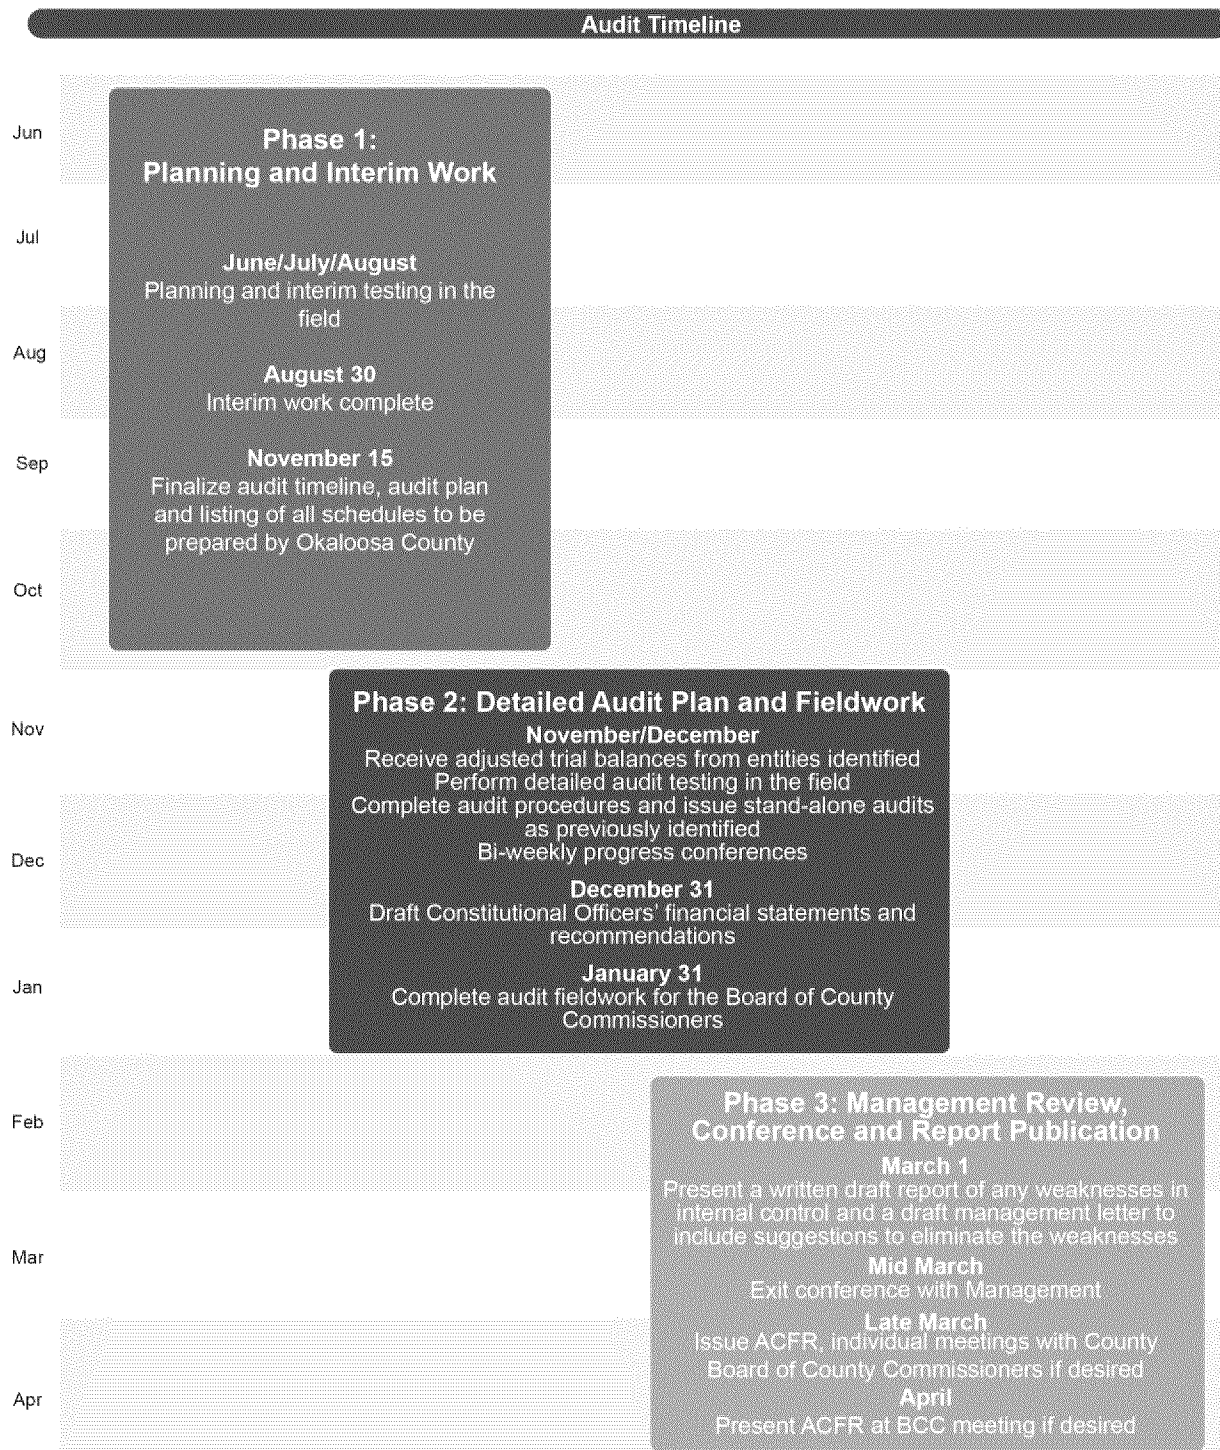 Audit Timeline
Jun
Phase 1:
Planning and Interim Work
Jul
June/July/August
Planning and interim testing in the
field
Aug
August 30
Interim work complete
Sep
November 15
Finalize audit timeline, audit plan
and listing of all schedules to be
prepared by Okaloosa County
Oct
Phase 2: Detailed Audit Plan and Fieldwork
Nov
November/December
Receive adjusted trial balances from entities identified
Perform detailed audit testing in the field
Complete audit procedures and issue stand-alone audits
as previously identified
Bi-weekly progress conferences
Dec
December 31
Draft Constitutional Officers' financial statements and
recommendations
Jan
January 31
Complete audit fieldwork for the Board of County
Commissioners
Feb
Phase 3: Management Review,
Conference and Report Publication
March 1
Present a written draft report of any weaknesses in
internal control and a draft management letter to
include suggestions to eliminate the weaknesses
Mar
Mid March
Exit conference with Management
Late March
Issue ACFR, individual meetings with County
Board of County Commissioners if desired
Apr
April
Present ACFR at BCC meeting if desired